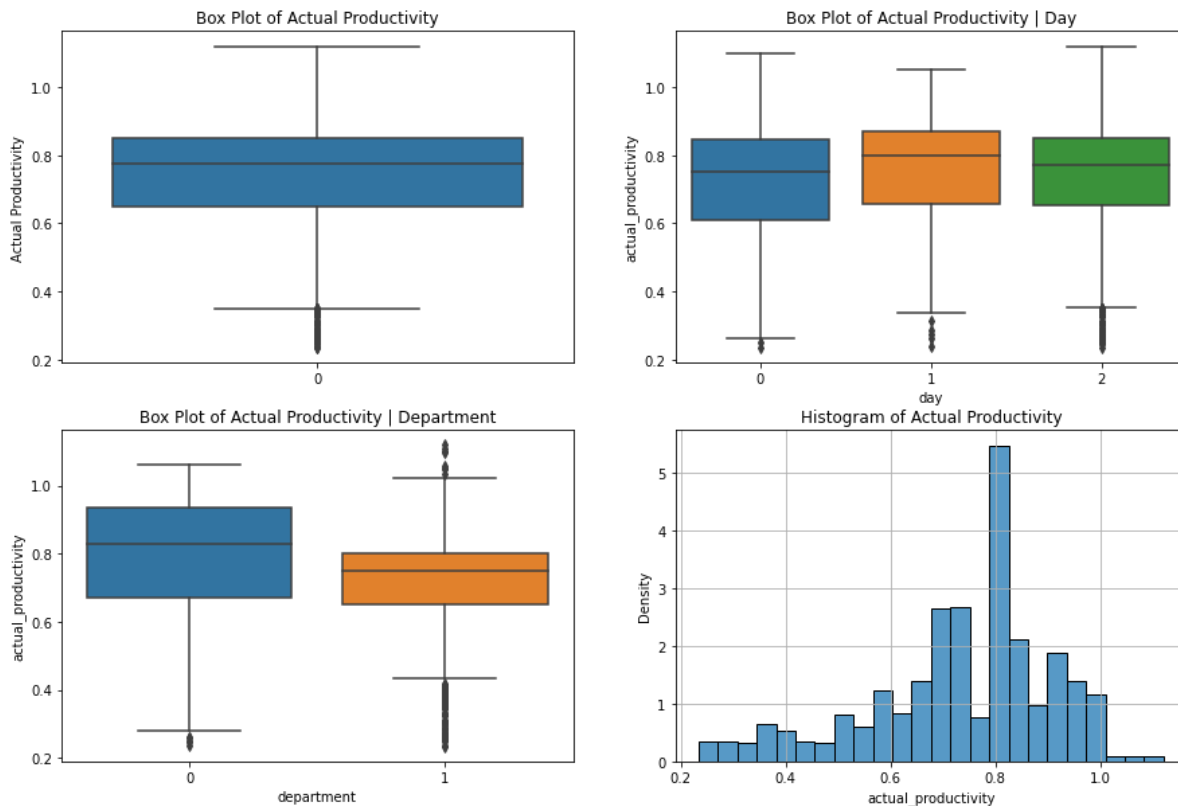 Box Plot of Actual Productivity
Actual Productivity
1.0
0.8
0.6
0.4
0.2
0
Box Plot of Actual Productivity | Day
actual_productivity
1.0
0.8
0.6
0.4
0.2
0 1 2
day
Box Plot of Actual Productivity | Department
actual_productivity
1.0
0.8
0.6
0.4
0.2
0 1
department
Histogram of Actual Productivity
Density
5
4
3
2
1
0
0.2 0.4 0.6 0.8 1.0
actual_productivity